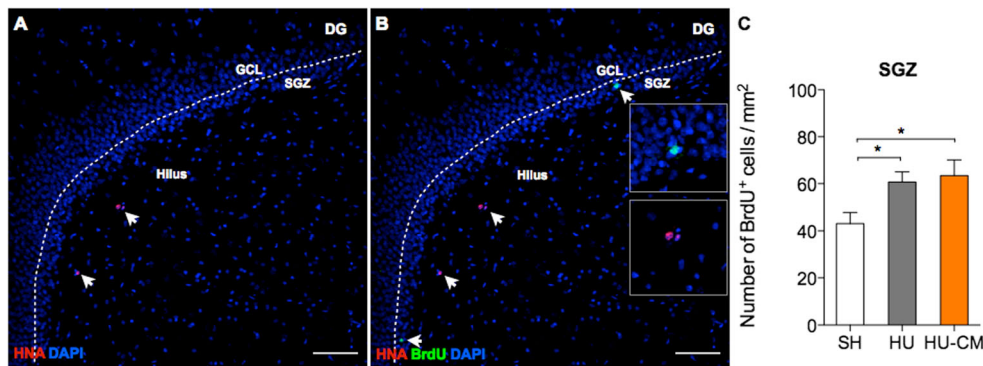 A
DG
GCL
SGZ
Hilus
HNA DAPI
B
DG
GCL
SGZ
Hilus
HNA BrdU DAPI
C
SGZ
Number of BrdU⁺ cells / mm²
100
80
60
40
20
0
*
*
SH HU HU-CM